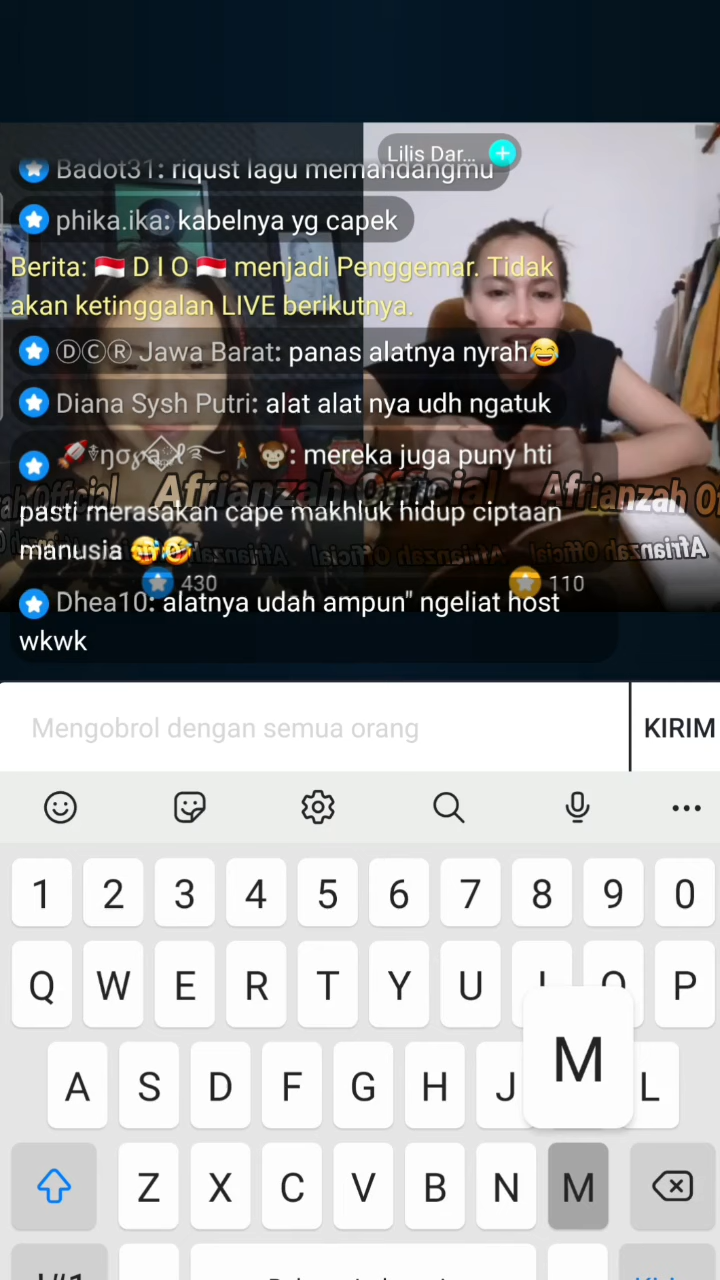 Lilis Dar...
Badot31: riqust lagu memandangmu
phika.ika: kabelnya yg capek
Berita: 🇮🇩 D I O 🇮🇩 menjadi Penggemar. Tidak
akan ketinggalan LIVE berikutnya.
ⒹⒸⓇ Jawa Barat: panas alatnya nyrah😂
Diana Sysh Putri: alat alat nya udh ngatuk
: mereka juga puny hti
pasti merasakan cape makhluk hidup ciptaan
manusia 🤣🤣
Afrianzah Official
430
110
Dhea10: alatnya udah ampun" ngeliat host
wkwk
Mengobrol dengan semua orang
KIRIM
1 2 3 4 5 6 7 8 9 0
Q W E R T Y U I O P
A S D F G H J L
M
Z X C V B N M